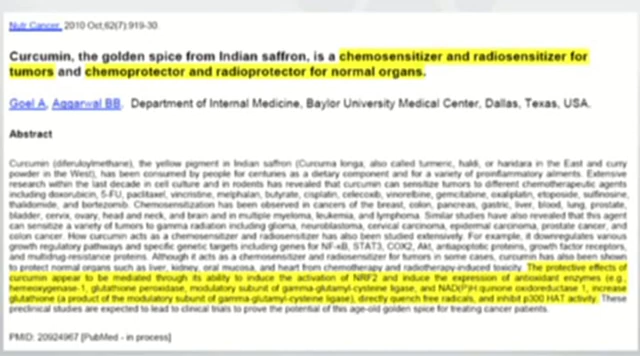 Nutr Cancer. 2010 Oct;62(7):919-30.
Curcumin, the golden spice from Indian saffron, is a chemosensitizer and radiosensitizer for
tumors and chemoprotector and radioprotector for normal organs.
Goel A, Aggarwal BB. Department of Internal Medicine, Baylor University Medical Center, Dallas, Texas, USA.
Abstract
Curcumin (diferuloylmethane), the yellow pigment in Indian saffron (Curcuma longa; also called turmeric, haldi, or haridara in the East and curry
powder in the West), has been consumed by people for centuries as a dietary component and for a variety of proinflammatory ailments. Extensive
research within the last decade in cell culture and in rodents has revealed that curcumin can sensitize tumors to different chemotherapeutic agents
including doxorubicin, 5-FU, paclitaxel, vincristine, melphalan, butyrate, cisplatin, celecoxib, vinorelbine, gemcitabine, oxaliplatin, etoposide, sulfinosine,
thalidomide, and bortezomib. Chemosensitization has been observed in cancers of the breast, colon, pancreas, gastric, liver, blood, lung, prostate,
bladder, cervix, ovary, head and neck, and brain and in multiple myeloma, leukemia, and lymphoma. Similar studies have also revealed that this agent
can sensitize a variety of tumors to gamma radiation including glioma, neuroblastoma, cervical carcinoma, epidermal carcinoma, prostate cancer, and
colon cancer. How curcumin acts as a chemosensitizer and radiosensitizer has also been studied extensively. For example, it downregulates various
growth regulatory pathways and specific genetic targets including genes for NF-κB, STAT3, COX2, Akt, antiapoptotic proteins, growth factor receptors,
and multidrug-resistance proteins. Although it acts as a chemosensitizer and radiosensitizer for tumors in some cases, curcumin has also been shown
to protect normal organs such as liver, kidney, oral mucosa, and heart from chemotherapy and radiotherapy-induced toxicity. The protective effects of
curcumin appear to be mediated through its ability to induce the activation of NRF2 and induce the expression of antioxidant enzymes (e.g.,
hemeoxygenase-1, glutathione peroxidase, modulatory subunit of gamma-glutamyl-cysteine ligase, and NAD(P)H:quinone oxidoreductase 1, increase
glutathione (a product of the modulatory subunit of gamma-glutamyl-cysteine ligase), directly quench free radicals, and inhibit p300 HAT activity. These
preclinical studies are expected to lead to clinical trials to prove the potential of this age-old golden spice for treating cancer patients.
PMID: 20924967 [PubMed - in process]